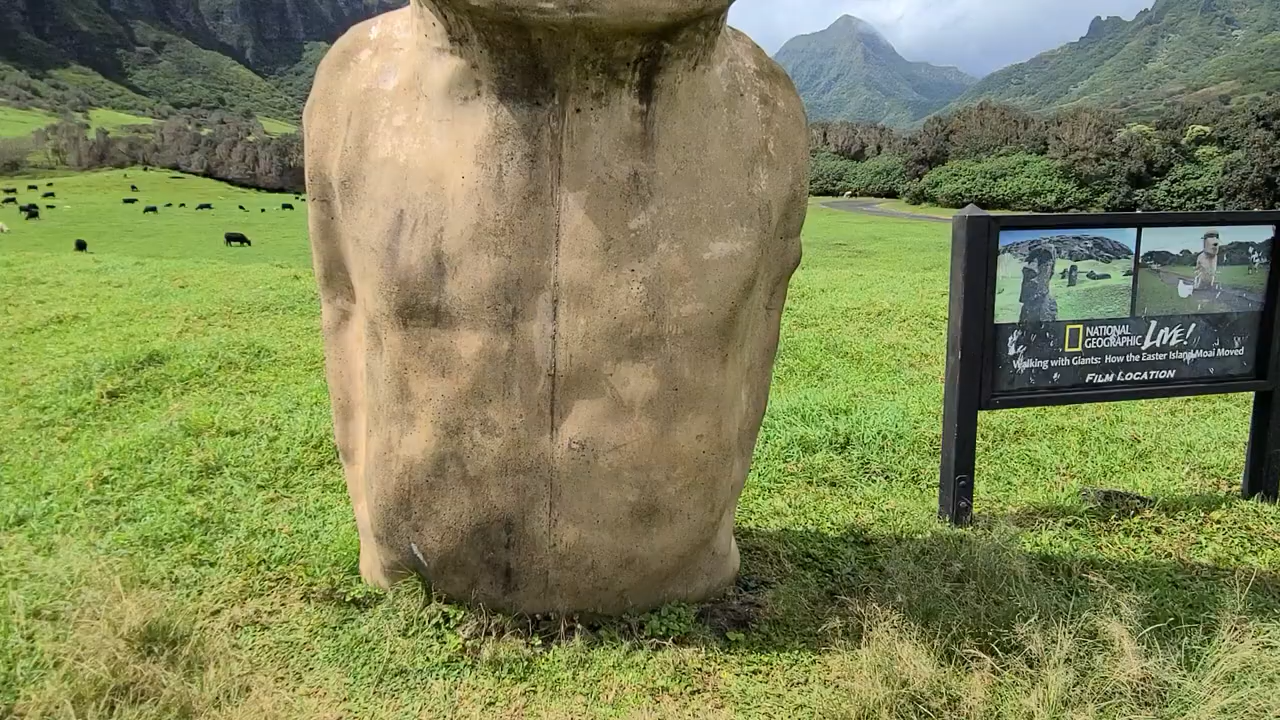 NATIONAL
GEOGRAPHIC LIVE!
Walking with Giants: How the Easter Island Moai Moved
FILM LOCATION